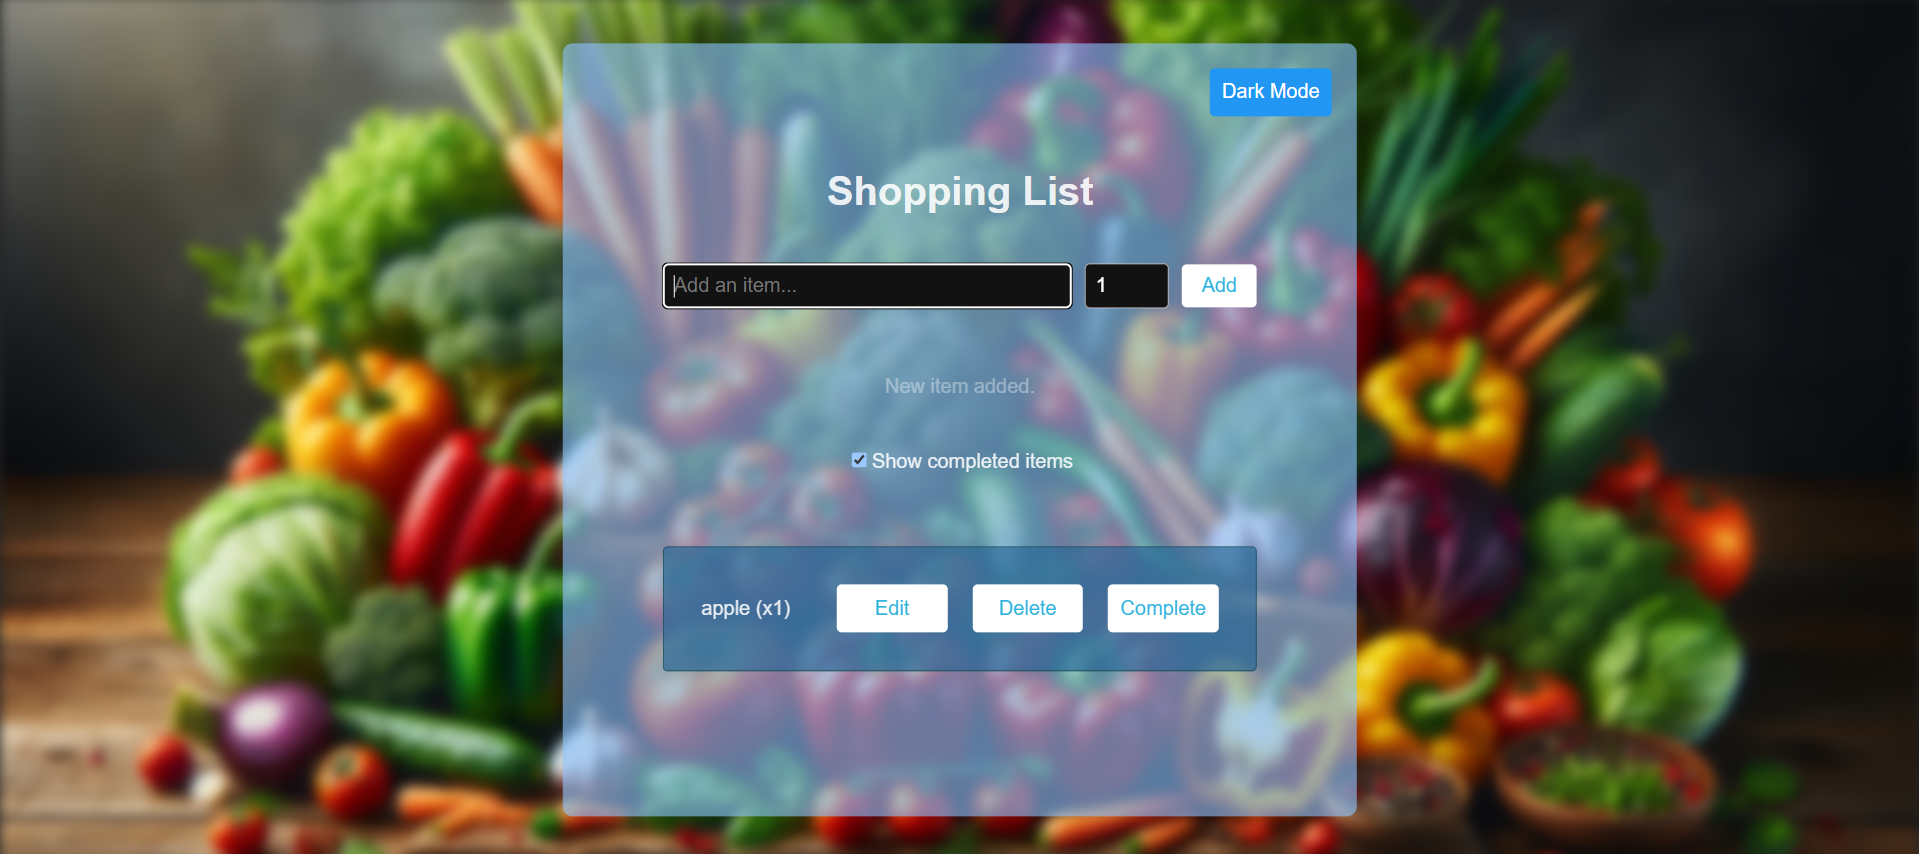 Dark Mode
Shopping List
Add an item...
1
Add
New item added.
Show completed items
apple (x1)
Edit
Delete
Complete